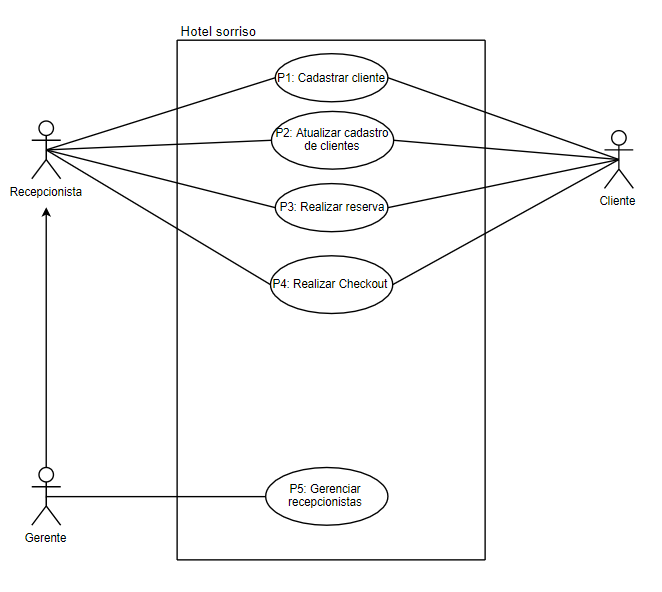 Hotel sorriso
P1: Cadastrar cliente
P2: Atualizar cadastro
de clientes
Recepcionista
Cliente
P3: Realizar reserva
P4: Realizar Checkout
P5: Gerenciar
recepcionistas
Gerente